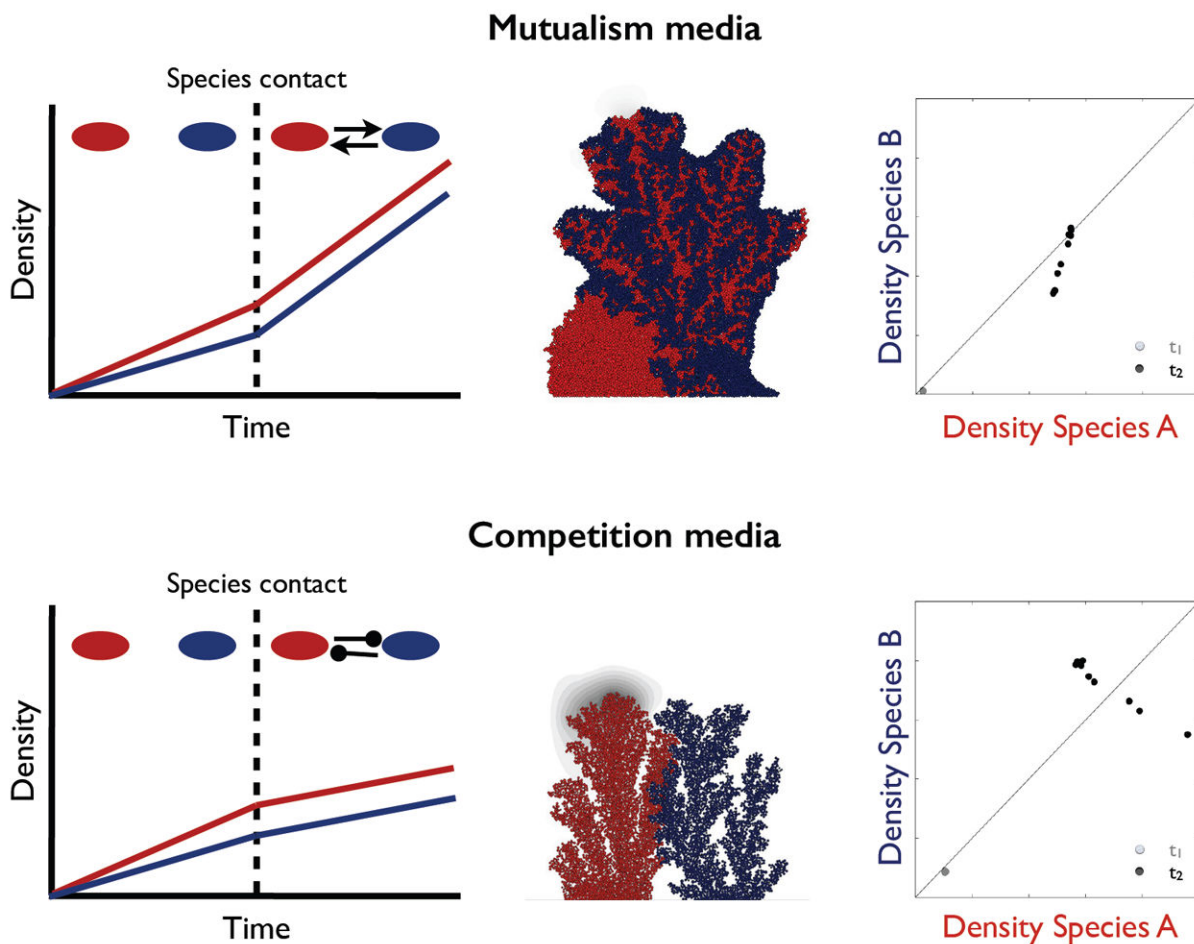 Mutualism media
Species contact
Density
Time
Density Species B
t1
t2
Density Species A
Competition media
Species contact
Density
Time
Density Species B
t1
t2
Density Species A